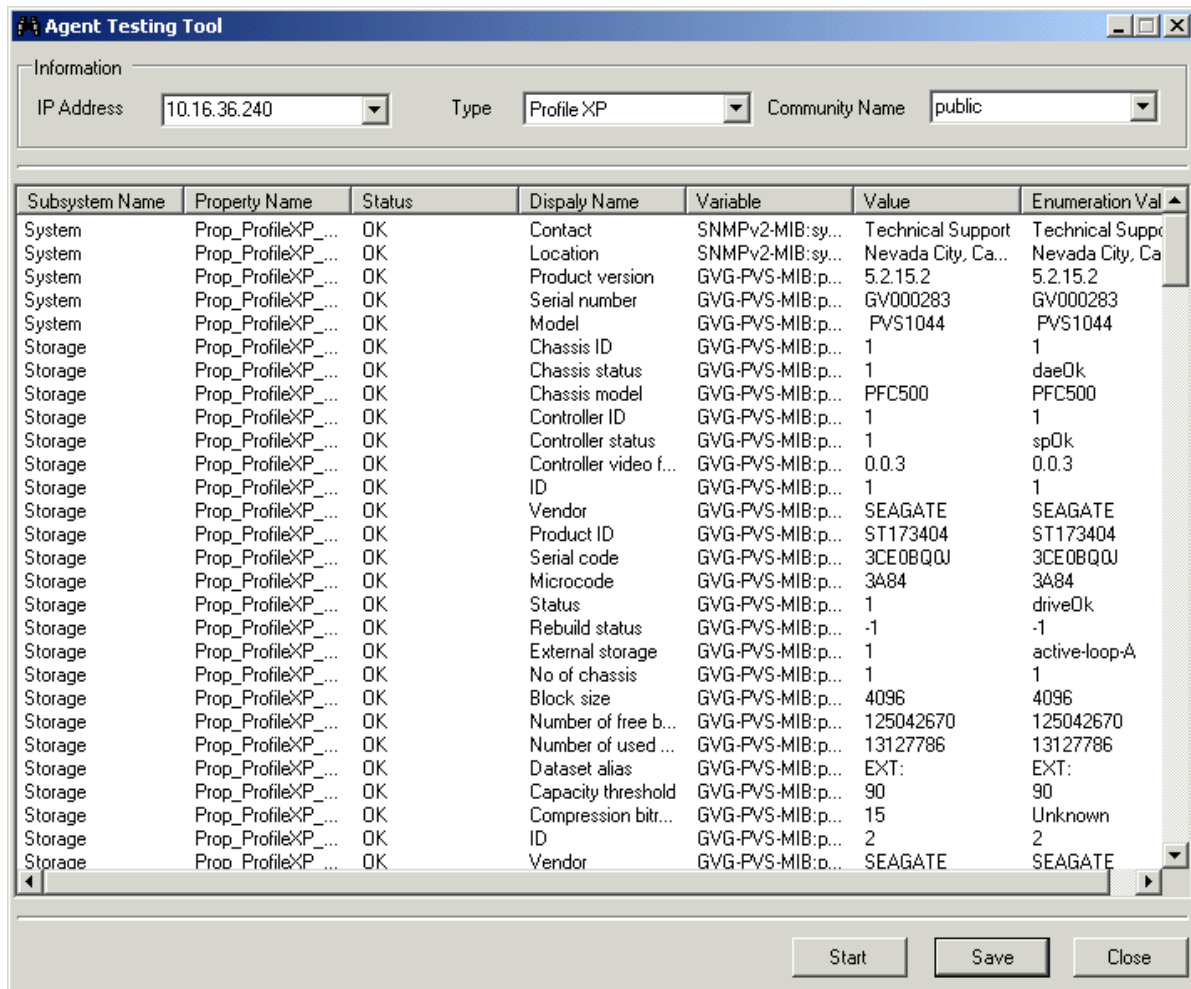 Agent Testing Tool
Information
IP Address 10.16.36.240 Type Profile XP Community Name public
Subsystem Name Property Name Status Dispaly Name Variable Value Enumeration Val
System Prop_ProfileXP_... OK Contact SNMPv2-MIB:sy... Technical Support Technical Suppo
System Prop_ProfileXP_... OK Location SNMPv2-MIB:sy... Nevada City, Ca... Nevada City, Ca
System Prop_ProfileXP_... OK Product version GVG-PVS-MIB:p... 5.2.15.2 5.2.15.2
System Prop_ProfileXP_... OK Serial number GVG-PVS-MIB:p... GV000283 GV000283
System Prop_ProfileXP_... OK Model GVG-PVS-MIB:p... PVS1044 PVS1044
Storage Prop_ProfileXP_... OK Chassis ID GVG-PVS-MIB:p... 1 1
Storage Prop_ProfileXP_... OK Chassis status GVG-PVS-MIB:p... 1 daeOk
Storage Prop_ProfileXP_... OK Chassis model GVG-PVS-MIB:p... PFC500 PFC500
Storage Prop_ProfileXP_... OK Controller ID GVG-PVS-MIB:p... 1 1
Storage Prop_ProfileXP_... OK Controller status GVG-PVS-MIB:p... 1 spOk
Storage Prop_ProfileXP_... OK Controller video f... GVG-PVS-MIB:p... 0.0.3 0.0.3
Storage Prop_ProfileXP_... OK ID GVG-PVS-MIB:p... 1 1
Storage Prop_ProfileXP_... OK Vendor GVG-PVS-MIB:p... SEAGATE SEAGATE
Storage Prop_ProfileXP_... OK Product ID GVG-PVS-MIB:p... ST173404 ST173404
Storage Prop_ProfileXP_... OK Serial code GVG-PVS-MIB:p... 3CE0BQ0J 3CE0BQ0J
Storage Prop_ProfileXP_... OK Microcode GVG-PVS-MIB:p... 3A84 3A84
Storage Prop_ProfileXP_... OK Status GVG-PVS-MIB:p... 1 driveOk
Storage Prop_ProfileXP_... OK Rebuild status GVG-PVS-MIB:p... -1 -1
Storage Prop_ProfileXP_... OK External storage GVG-PVS-MIB:p... 1 active-loop-A
Storage Prop_ProfileXP_... OK No of chassis GVG-PVS-MIB:p... 1 1
Storage Prop_ProfileXP_... OK Block size GVG-PVS-MIB:p... 4096 4096
Storage Prop_ProfileXP_... OK Number of free b... GVG-PVS-MIB:p... 125042670 125042670
Storage Prop_ProfileXP_... OK Number of used ... GVG-PVS-MIB:p... 13127786 13127786
Storage Prop_ProfileXP_... OK Dataset alias GVG-PVS-MIB:p... EXT: EXT:
Storage Prop_ProfileXP_... OK Capacity threshold GVG-PVS-MIB:p... 90 90
Storage Prop_ProfileXP_... OK Compression bitr... GVG-PVS-MIB:p... 15 Unknown
Storage Prop_ProfileXP_... OK ID GVG-PVS-MIB:p... 2 2
Storage Prop_ProfileXP_... OK Vendor GVG-PVS-MIB:p... SEAGATE SEAGATE
Start Save Close